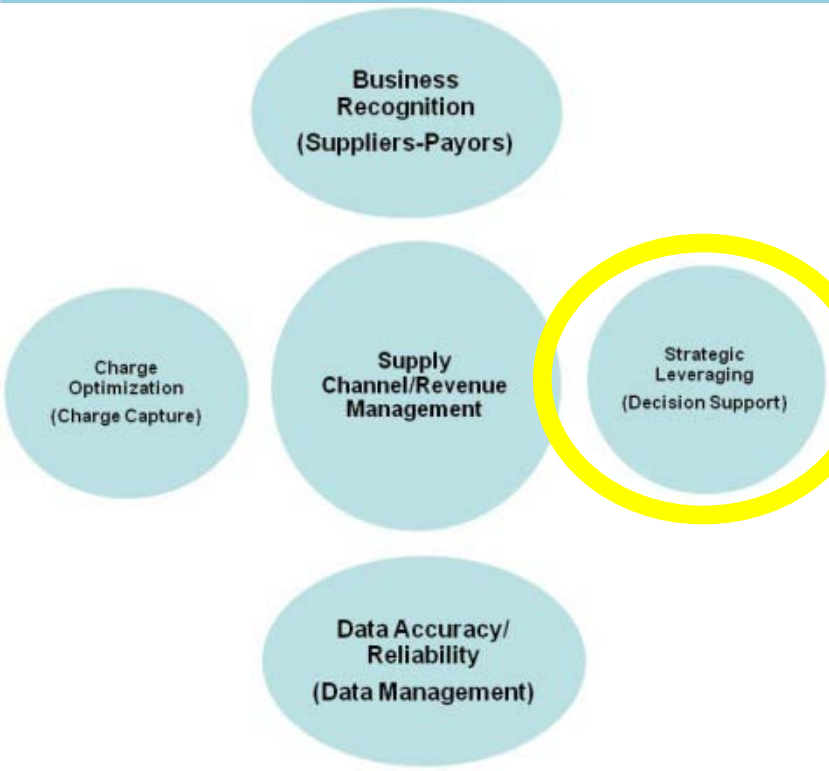 Business
Recognition
(Suppliers-Payors)
Charge
Optimization
(Charge Capture)
Supply
Channel/Revenue
Management
Strategic
Leveraging
(Decision Support)
Data Accuracy/
Reliability
(Data Management)